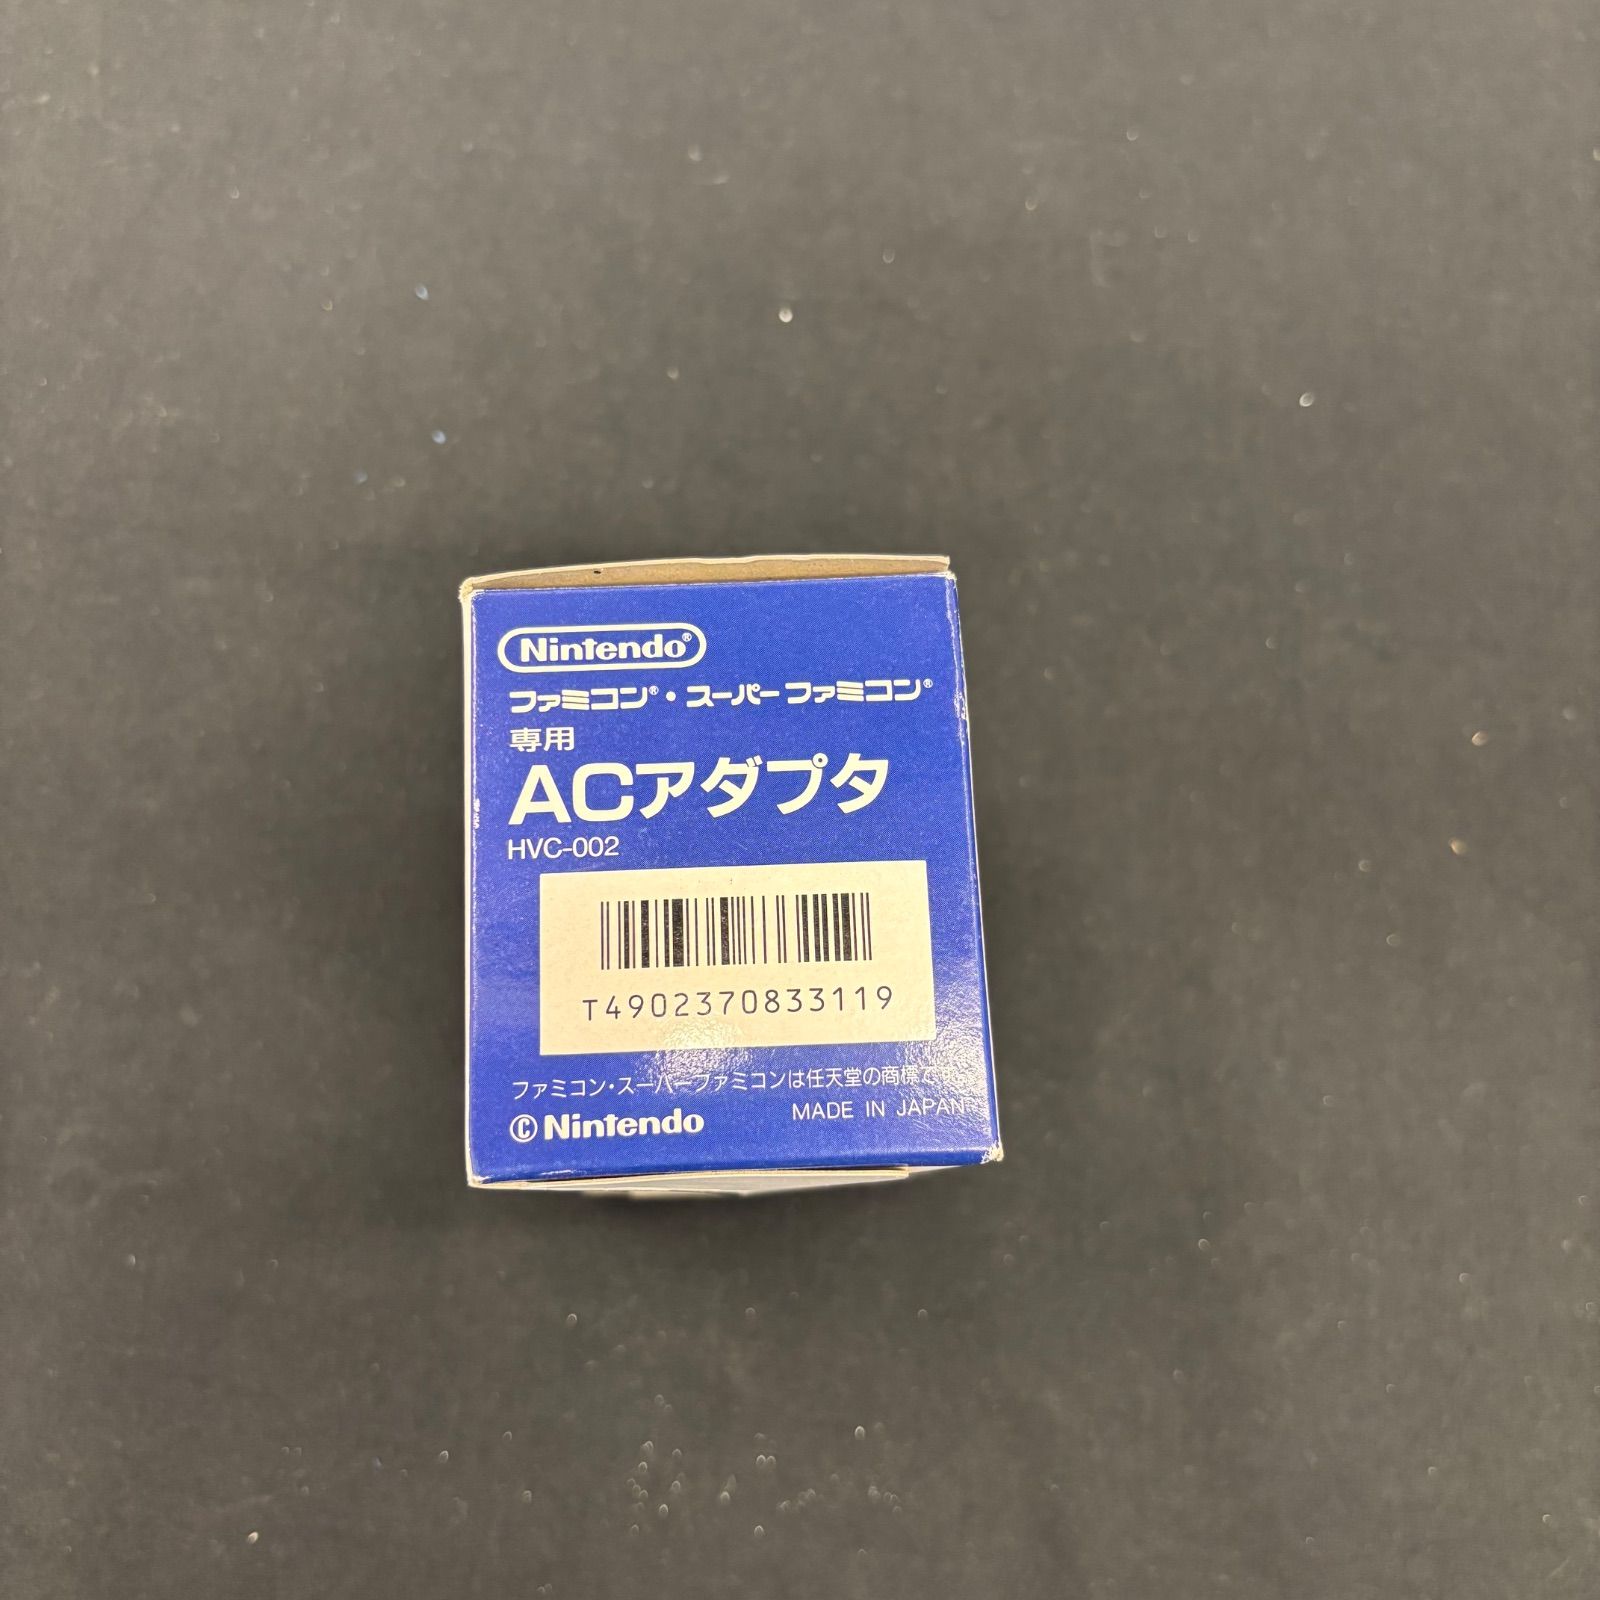 Nintendo®
ファミコン®・スーパーファミコン®
専用
ACアダプタ
HVC-002
T4902370833119
ファミコン・スーパーファミコンは任天堂の商標です。
©Nintendo
MADE IN JAPAN